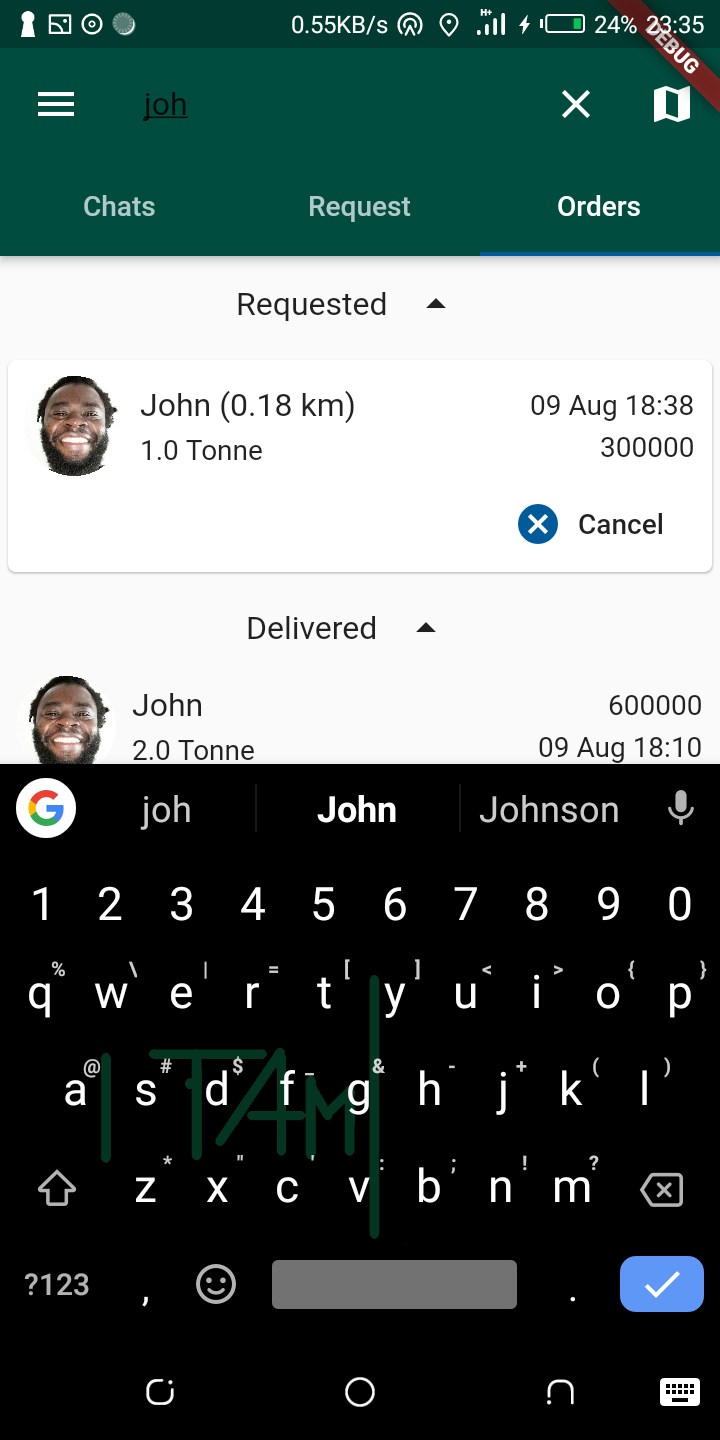 0.55KB/s H+ 24% 23:35
DEBUG
joh
Chats Request Orders
Requested
John (0.18 km) 09 Aug 18:38
1.0 Tonne 300000
Cancel
Delivered
John 600000
2.0 Tonne 09 Aug 18:10
G joh John Johnson
1 2 3 4 5 6 7 8 9 0
% \ | = [ ] < > { }
q w e r t y u i o p
@ # $ _ & - + ( )
a s d f g h j k l
* " ' : ; ! ?
z x c v b n m
?123 , .